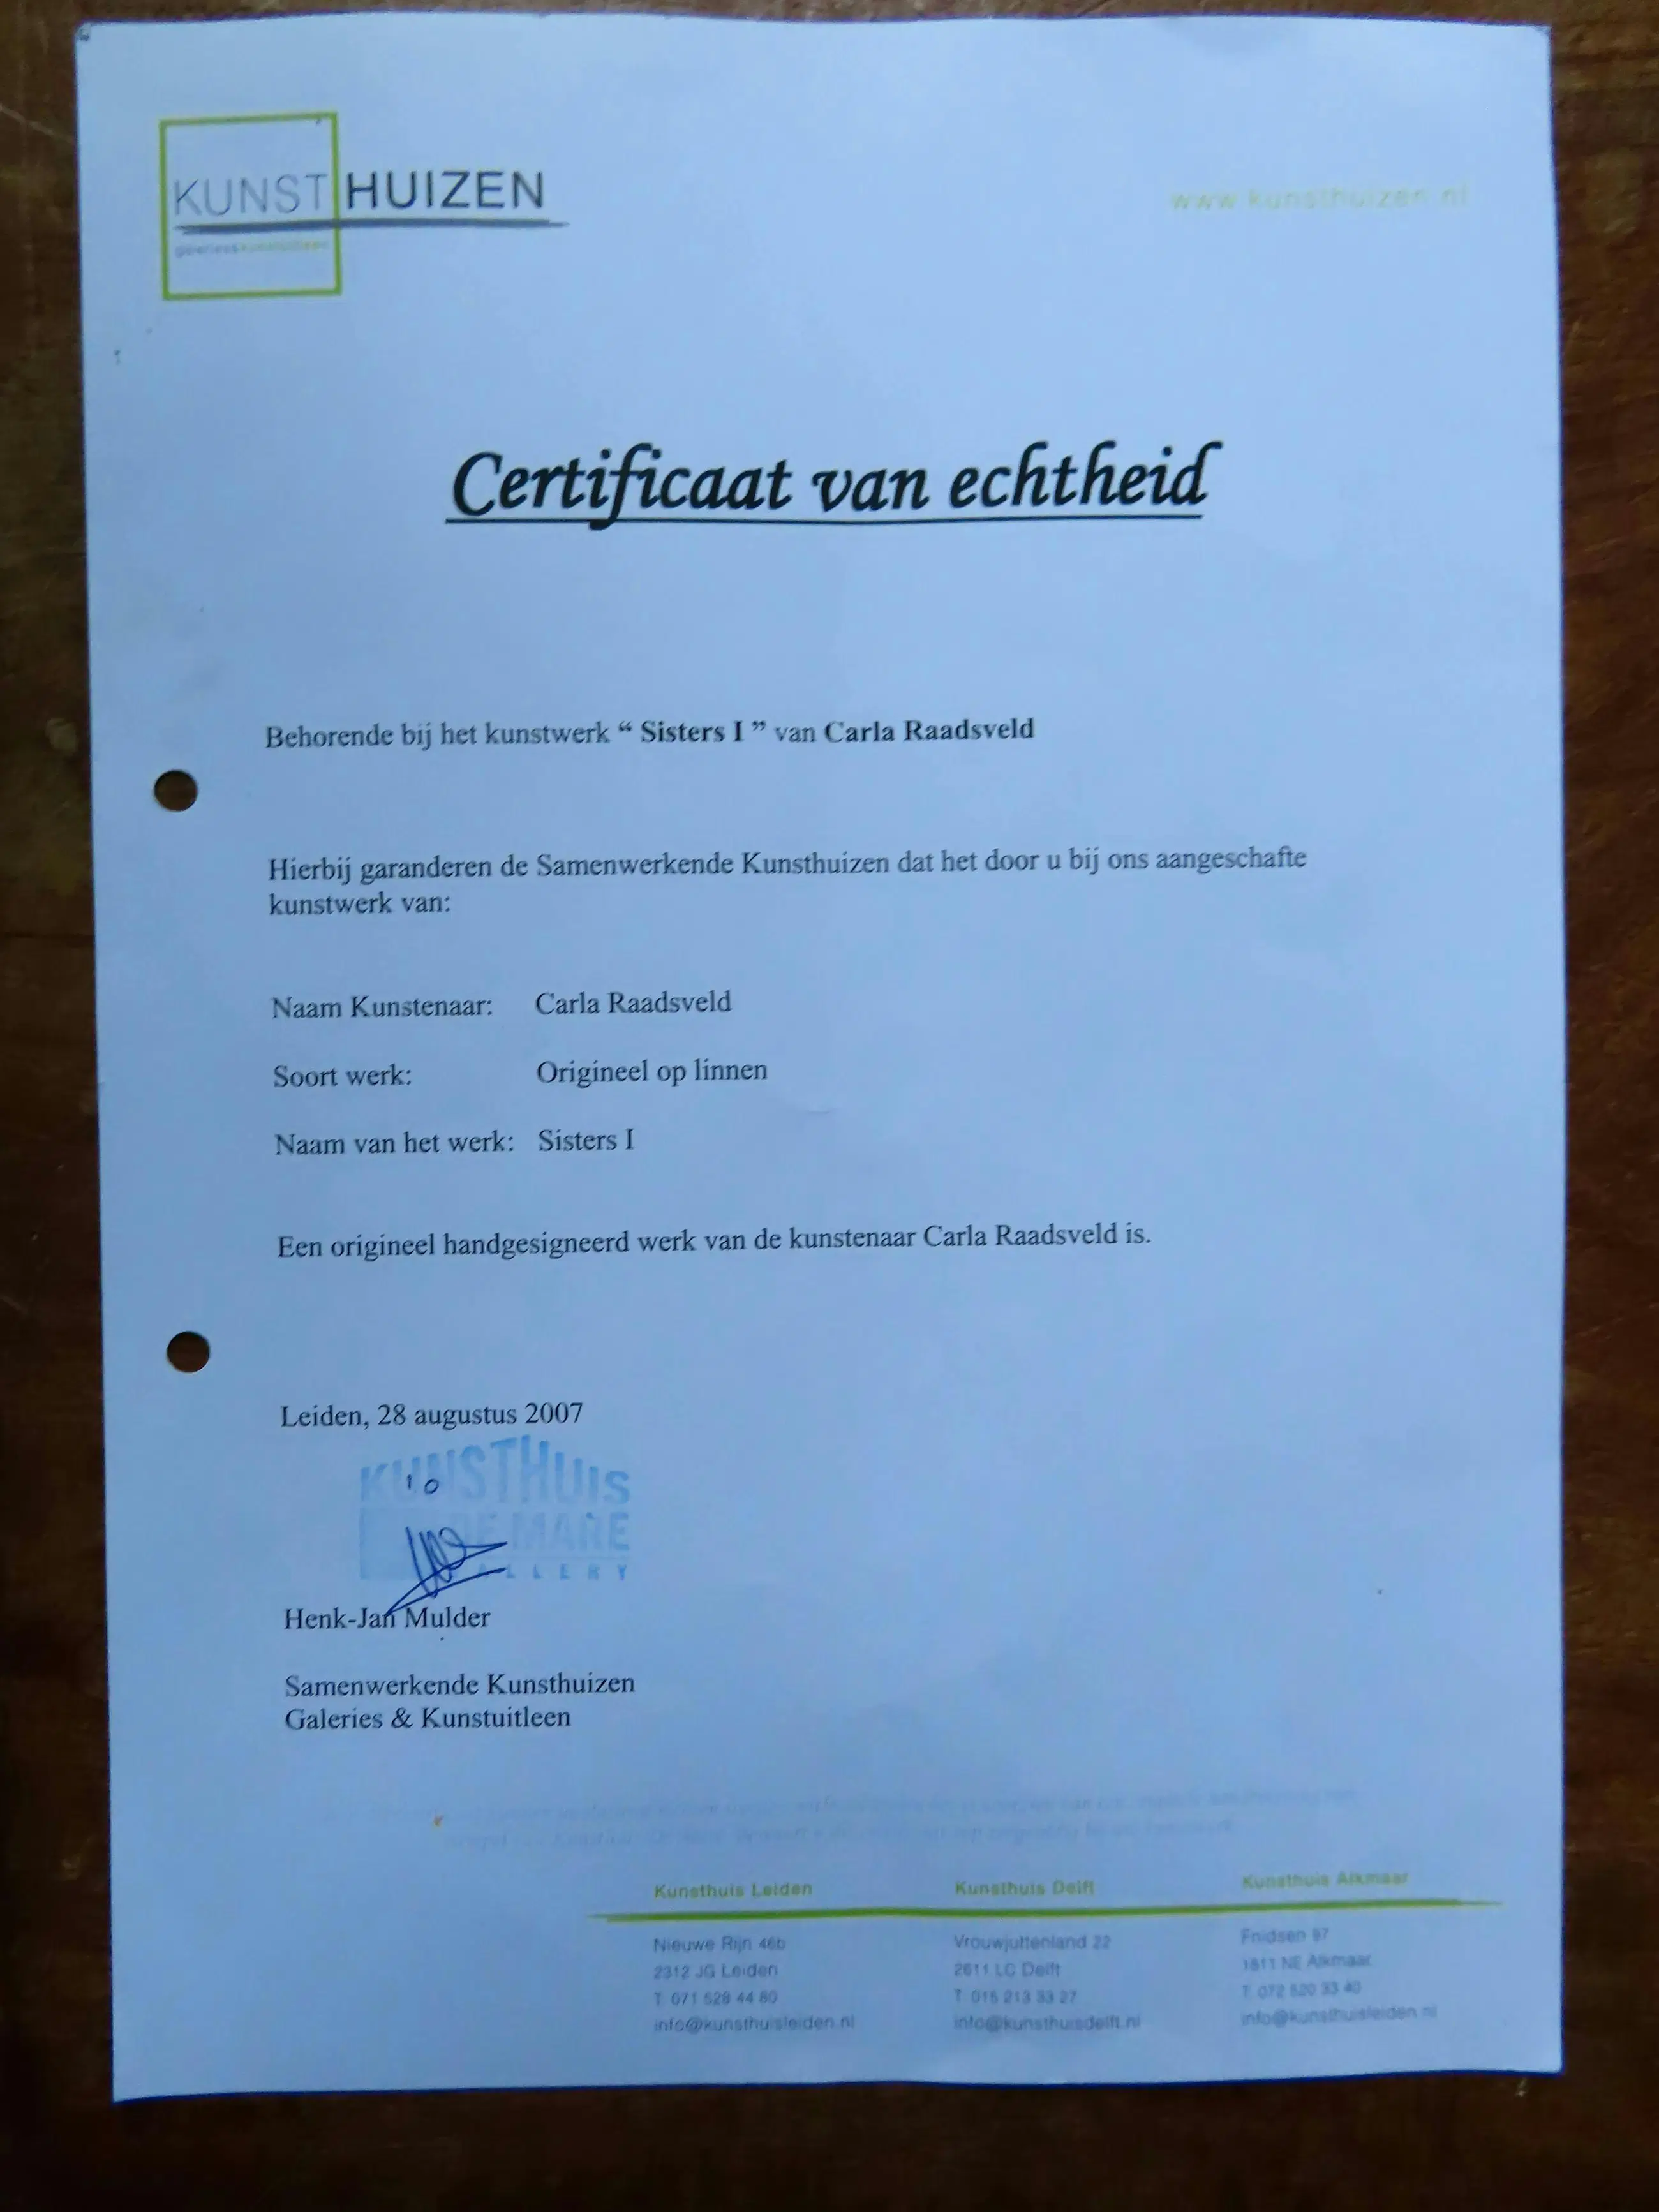 KUNSTHUIZEN
www.kunsthuizen.nl
Certificaat van echtheid
Behorende bij het kunstwerk “ Sisters I ” van Carla Raadsveld
Hierbij garanderen de Samenwerkende Kunsthuizen dat het door u bij ons aangeschafte
kunstwerk van:
Naam Kunstenaar: Carla Raadsveld
Soort werk: Origineel op linnen
Naam van het werk: Sisters I
Een origineel handgesigneerd werk van de kunstenaar Carla Raadsveld is.
Leiden, 28 augustus 2007
KUNSTHUIS
DE MARE
Henk-Jan Mulder
Samenwerkende Kunsthuizen
Galeries & Kunstuitleen
Kunsthuis Leiden Kunsthuis Delft Kunsthuis Alkmaar
Nieuwe Rijn 46b Vrouwjuttenland 22 Fnidsen 97
2312 JG Leiden 2611 LC Delft 1811 NE Alkmaar
T 071 528 44 80 T 015 213 33 27 T 072 520 33 40
info@kunsthuisleiden.nl info@kunsthuisdelft.nl info@kunsthuisleiden.nl